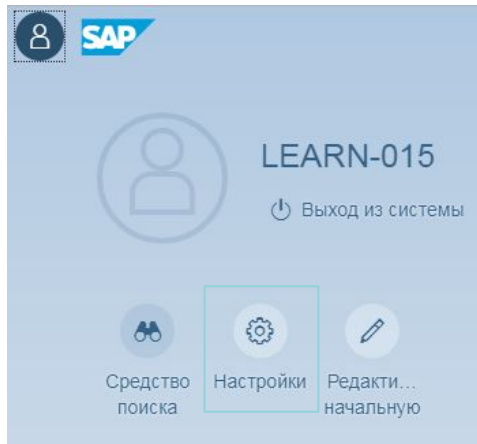 SAP
LEARN-015
Выход из системы
Средство
поиска
Настройки
Редакти...
начальную